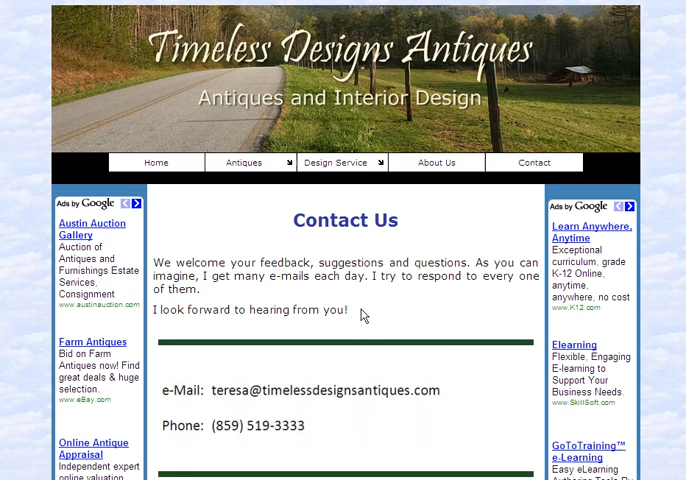 Timeless Designs Antiques
Antiques and Interior Design
Home
Antiques
Design Service
About Us
Contact
Ads by Google
Austin Auction
Gallery
Auction of
Antiques and
Furnishings Estate
Services,
Consignment
www.austinauction.com
Farm Antiques
Bid on Farm
Antiques now! Find
great deals & huge
selection.
www.eBay.com
Online Antique
Appraisal
Independent expert
online valuation
Contact Us
We welcome your feedback, suggestions and questions. As you can
imagine, I get many e-mails each day. I try to respond to every one
of them.
I look forward to hearing from you!
e-Mail: teresa@timelessdesignsantiques.com
Phone: (859) 519-3333
Ads by Google
Learn Anywhere,
Anytime
Exceptional
curriculum, grade
K-12 Online,
anytime,
anywhere, no cost
www.K12.com
Elearning
Flexible, Engaging
E-learning to
Support Your
Business Needs.
www.SkillSoft.com
GoToTraining™
e-Learning
Easy eLearning